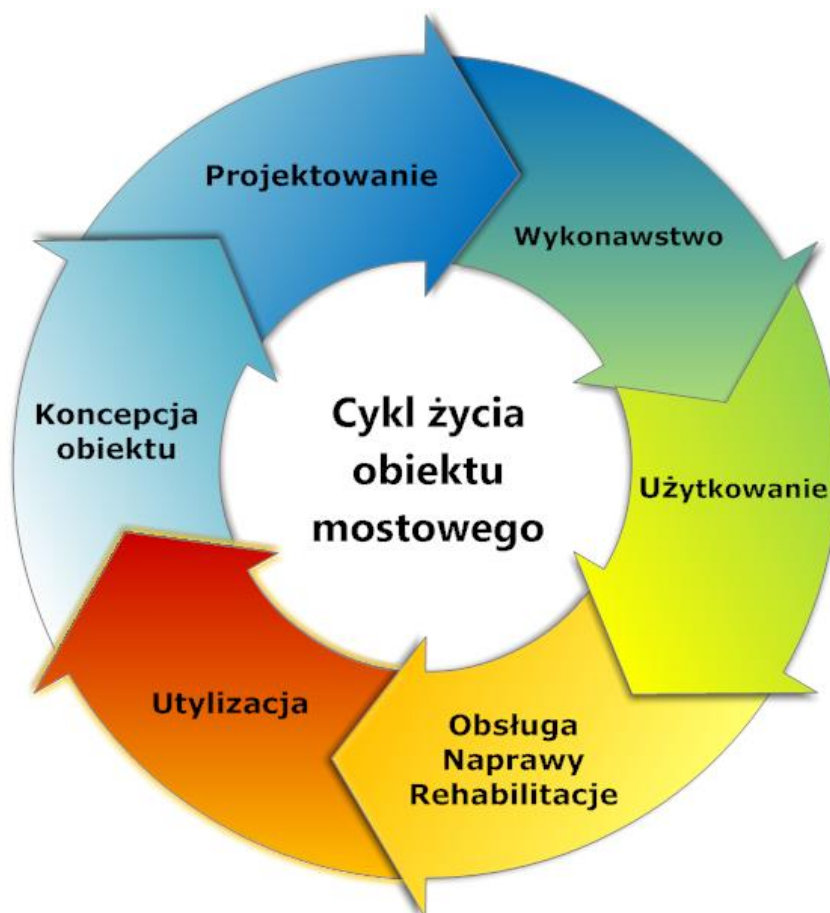 Projektowanie
Wykonawstwo
Koncepcja
obiektu
Cykl życia
obiektu
mostowego
Użytkowanie
Utylizacja
Obsługa
Naprawy
Rehabilitacje